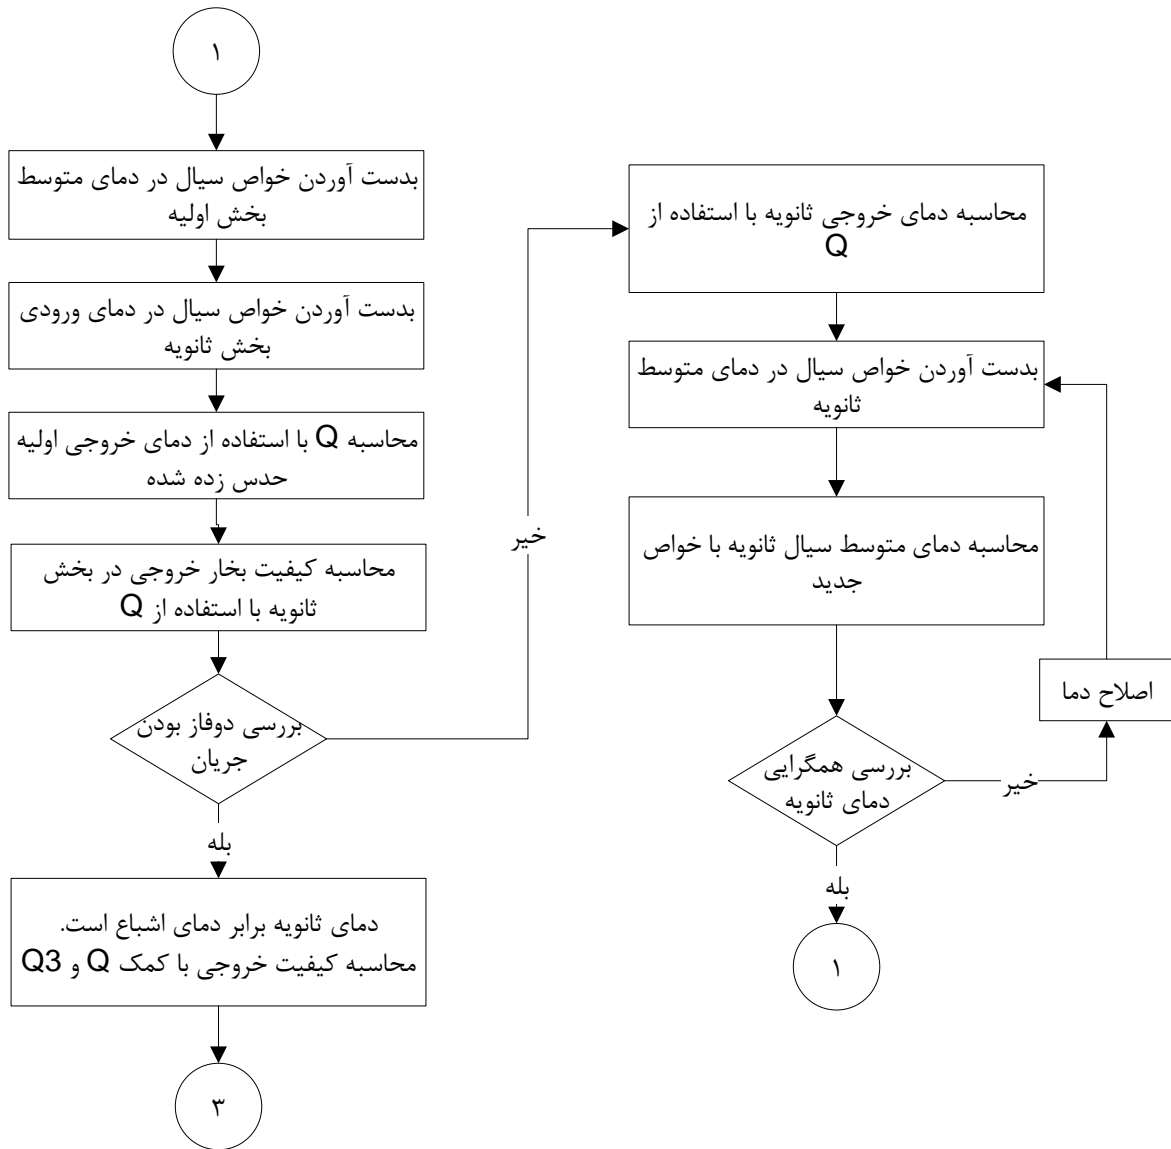 ۱
بدست آوردن خواص سیال در دمای متوسط
بخش اولیه
بدست آوردن خواص سیال در دمای ورودی
بخش ثانویه
محاسبه Q با استفاده از دمای خروجی اولیه
حدس زده شده
محاسبه کیفیت بخار خروجی در بخش
ثانویه با استفاده از Q
بررسی دوفاز بودن
جریان
خیر
بله
دمای ثانویه برابر دمای اشباع است.
محاسبه کیفیت خروجی با کمک Q و Q3
۳
محاسبه دمای خروجی ثانویه با استفاده از
Q
بدست آوردن خواص سیال در دمای متوسط
ثانویه
محاسبه دمای متوسط سیال ثانویه با خواص
جدید
اصلاح دما
بررسی همگرایی
دمای ثانویه
خیر
بله
۱